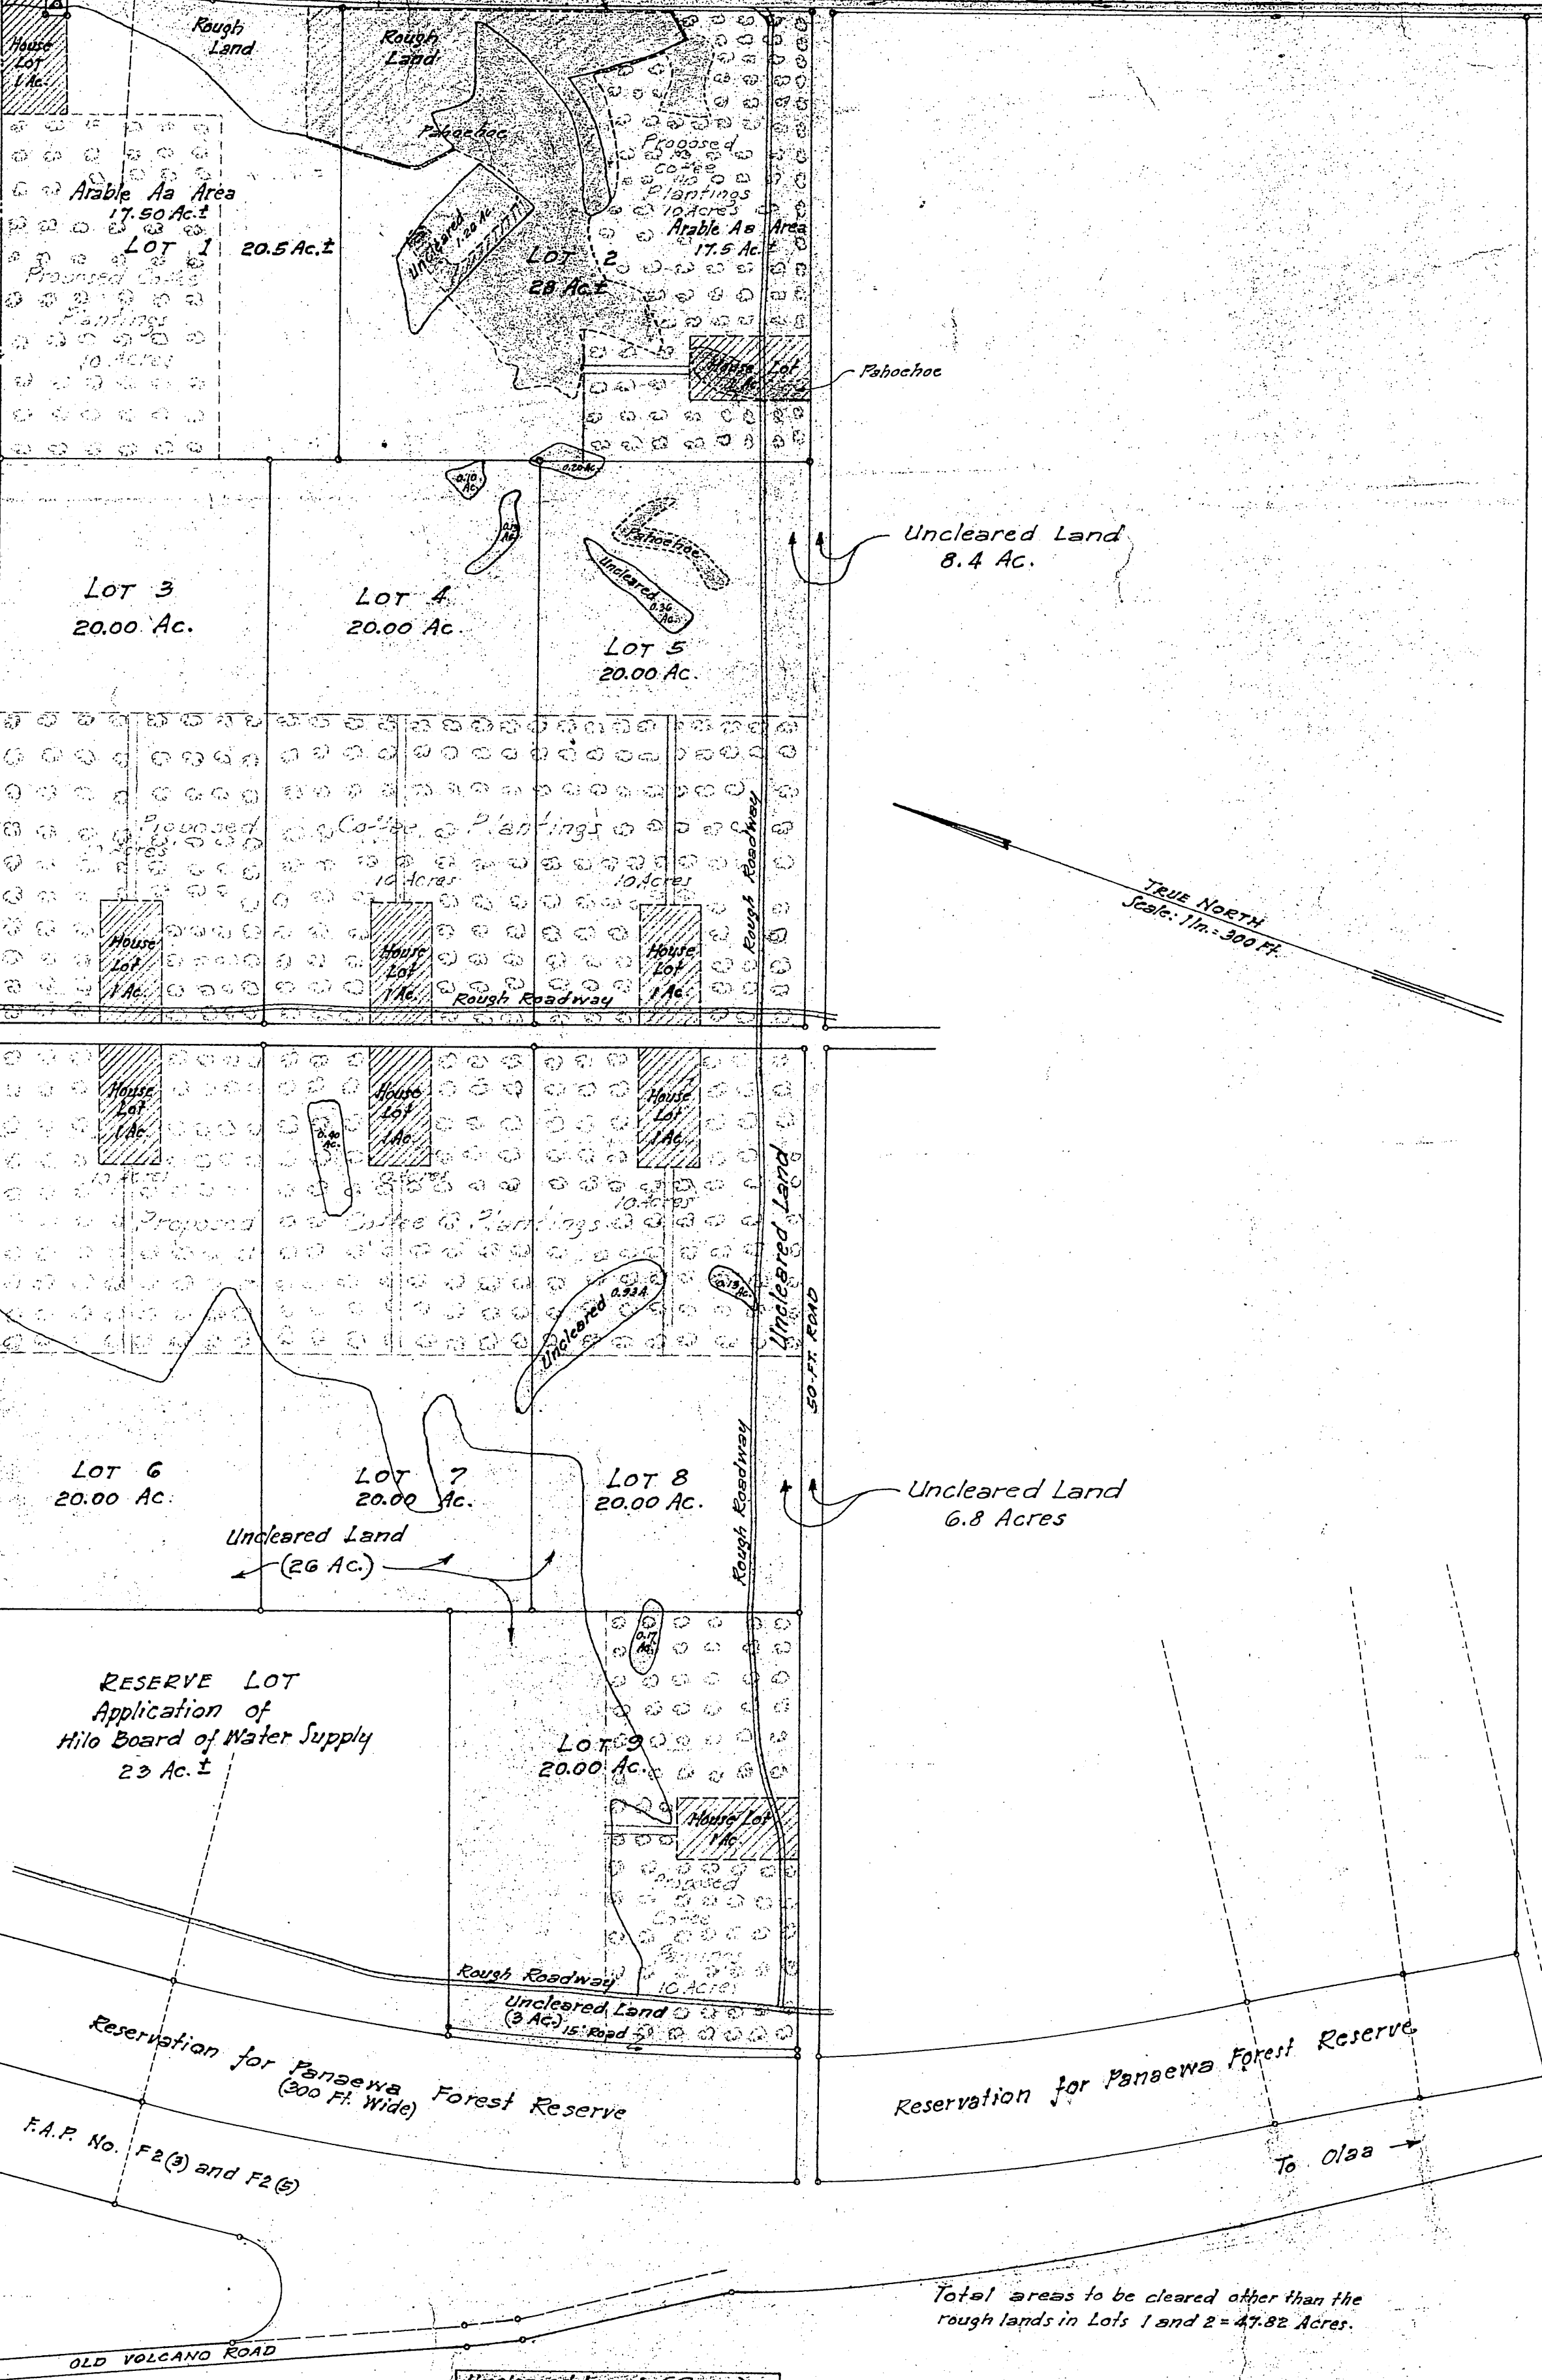 House
Lot
1 Ac.
Rough
Land
Rough
Land
Pahoehoe
Arable Aa Area
17.50 Ac.±
LOT 1 20.5 Ac.±
Proposed Coffee
Plantings
10 Acres
Uncleared
1.20 Ac.
LOT 2
28 Ac.±
Proposed
Coffee
Plantings
10 Acres
Arable Aa Area
17.5 Ac.±
House Lot
Pahoehoe
0.10
Ac.
0.20 Ac.
Pahoehoe
Uncleared
0.36
Ac.
Uncleared Land
8.4 Ac.
LOT 3
20.00 Ac.
LOT 4
20.00 Ac.
LOT 5
20.00 Ac.
Proposed Coffee Plantings
10 Acres
10 Acres
Rough Roadway
TRUE NORTH
Scale: 1 In. = 300 Ft.
House
Lot
1 Ac.
House
Lot
1 Ac.
House
Lot
1 Ac.
Rough Roadway
House
Lot
1 Ac.
House
Lot
1 Ac.
House
Lot
1 Ac.
10 Acres
Proposed Coffee Plantings
Uncleared
Uncleared Land
50-FT. ROAD
Rough Roadway
LOT 6
20.00 Ac.
LOT 7
20.00 Ac.
LOT 8
20.00 Ac.
Uncleared Land
6.8 Acres
Uncleared Land
(26 Ac.)
0.17
Ac.
RESERVE LOT
Application of
Hilo Board of Water Supply
23 Ac.±
LOT 9
20.00 Ac.
House Lot
1 Ac.
Proposed
Coffee
10 Acres
Rough Roadway
Uncleared Land
(3 Ac.)
15' Road
Reservation for Panaewa Forest Reserve
(300 Ft. Wide)
Reservation for Panaewa Forest Reserve
F.A.P. No. F2(3) and F2(5)
To Olaa
Total areas to be cleared other than the
rough lands in Lots 1 and 2 = 47.82 Acres.
OLD VOLCANO ROAD